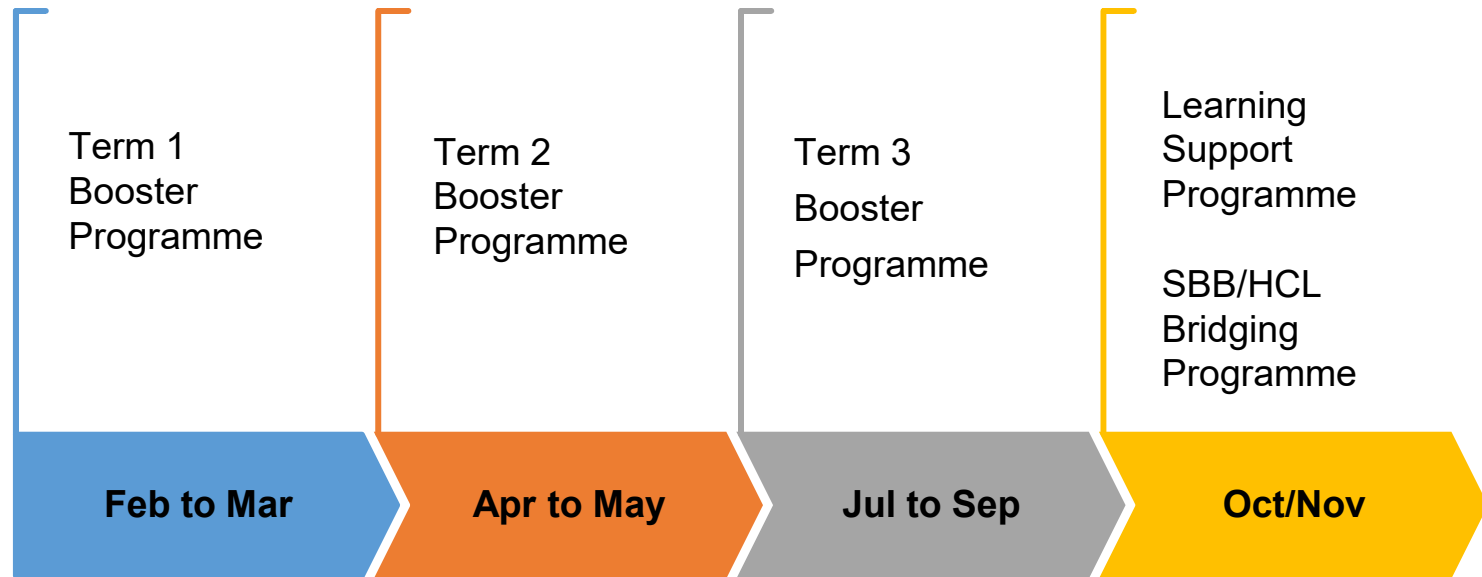 Term 1
Booster
Programme
Term 2
Booster
Programme
Term 3
Booster
Programme
Learning
Support
Programme
SBB/HCL
Bridging
Programme
Feb to Mar
Apr to May
Jul to Sep
Oct/Nov